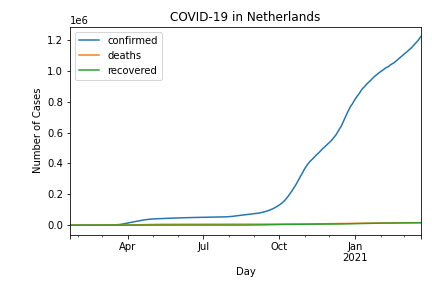 COVID-19 in Netherlands
1e6
confirmed
deaths
recovered
1.2
1.0
0.8
0.6
0.4
0.2
0.0
Number of Cases
Apr
Jul
Oct
Jan
2021
Day